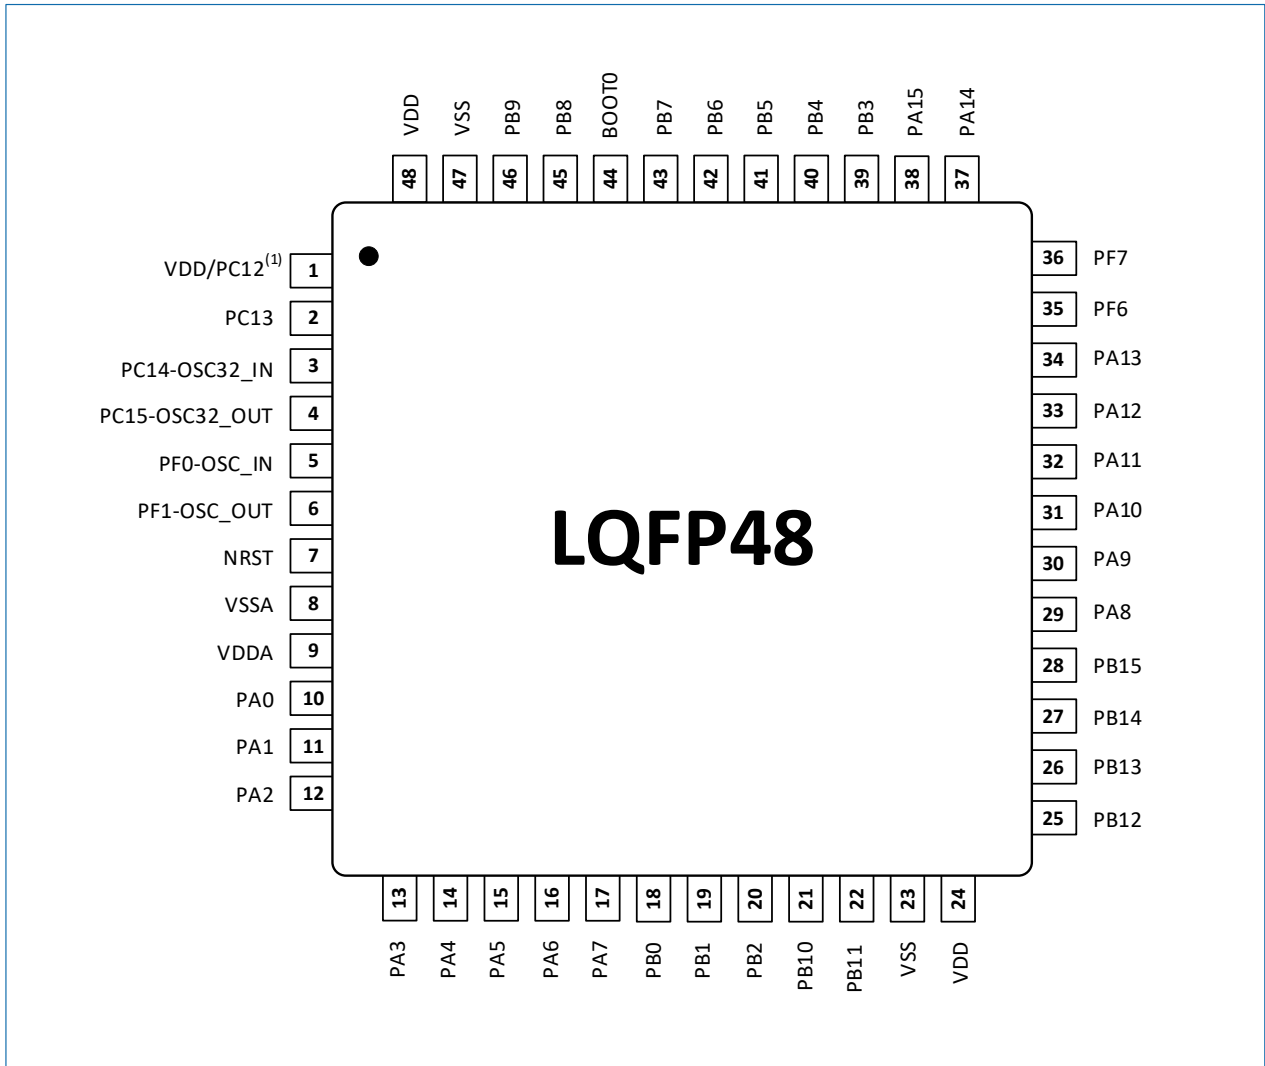 VDD VSS PB9 PB8 BOOT0 PB7 PB6 PB5 PB4 PB3 PA15 PA14
48 47 46 45 44 43 42 41 40 39 38 37
VDD/PC12(1) 1
PC13 2
PC14-OSC32_IN 3
PC15-OSC32_OUT 4
PF0-OSC_IN 5
PF1-OSC_OUT 6
NRST 7
VSSA 8
VDDA 9
PA0 10
PA1 11
PA2 12
LQFP48
36 PF7
35 PF6
34 PA13
33 PA12
32 PA11
31 PA10
30 PA9
29 PA8
28 PB15
27 PB14
26 PB13
25 PB12
13 14 15 16 17 18 19 20 21 22 23 24
PA3 PA4 PA5 PA6 PA7 PB0 PB1 PB2 PB10 PB11 VSS VDD